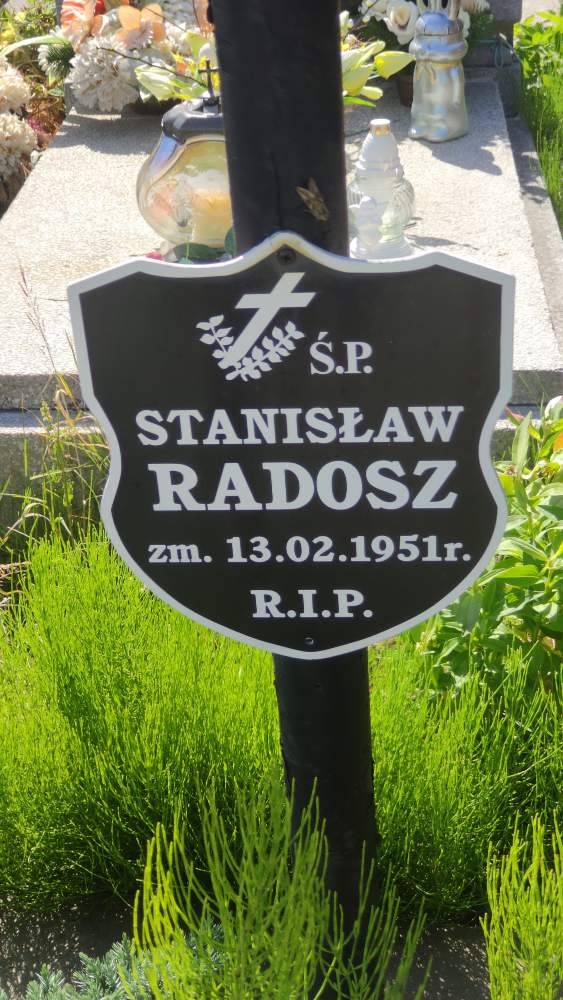 Ś.P.
STANISŁAW
RADOSZ
zm. 13.02.1951r.
R.I.P.